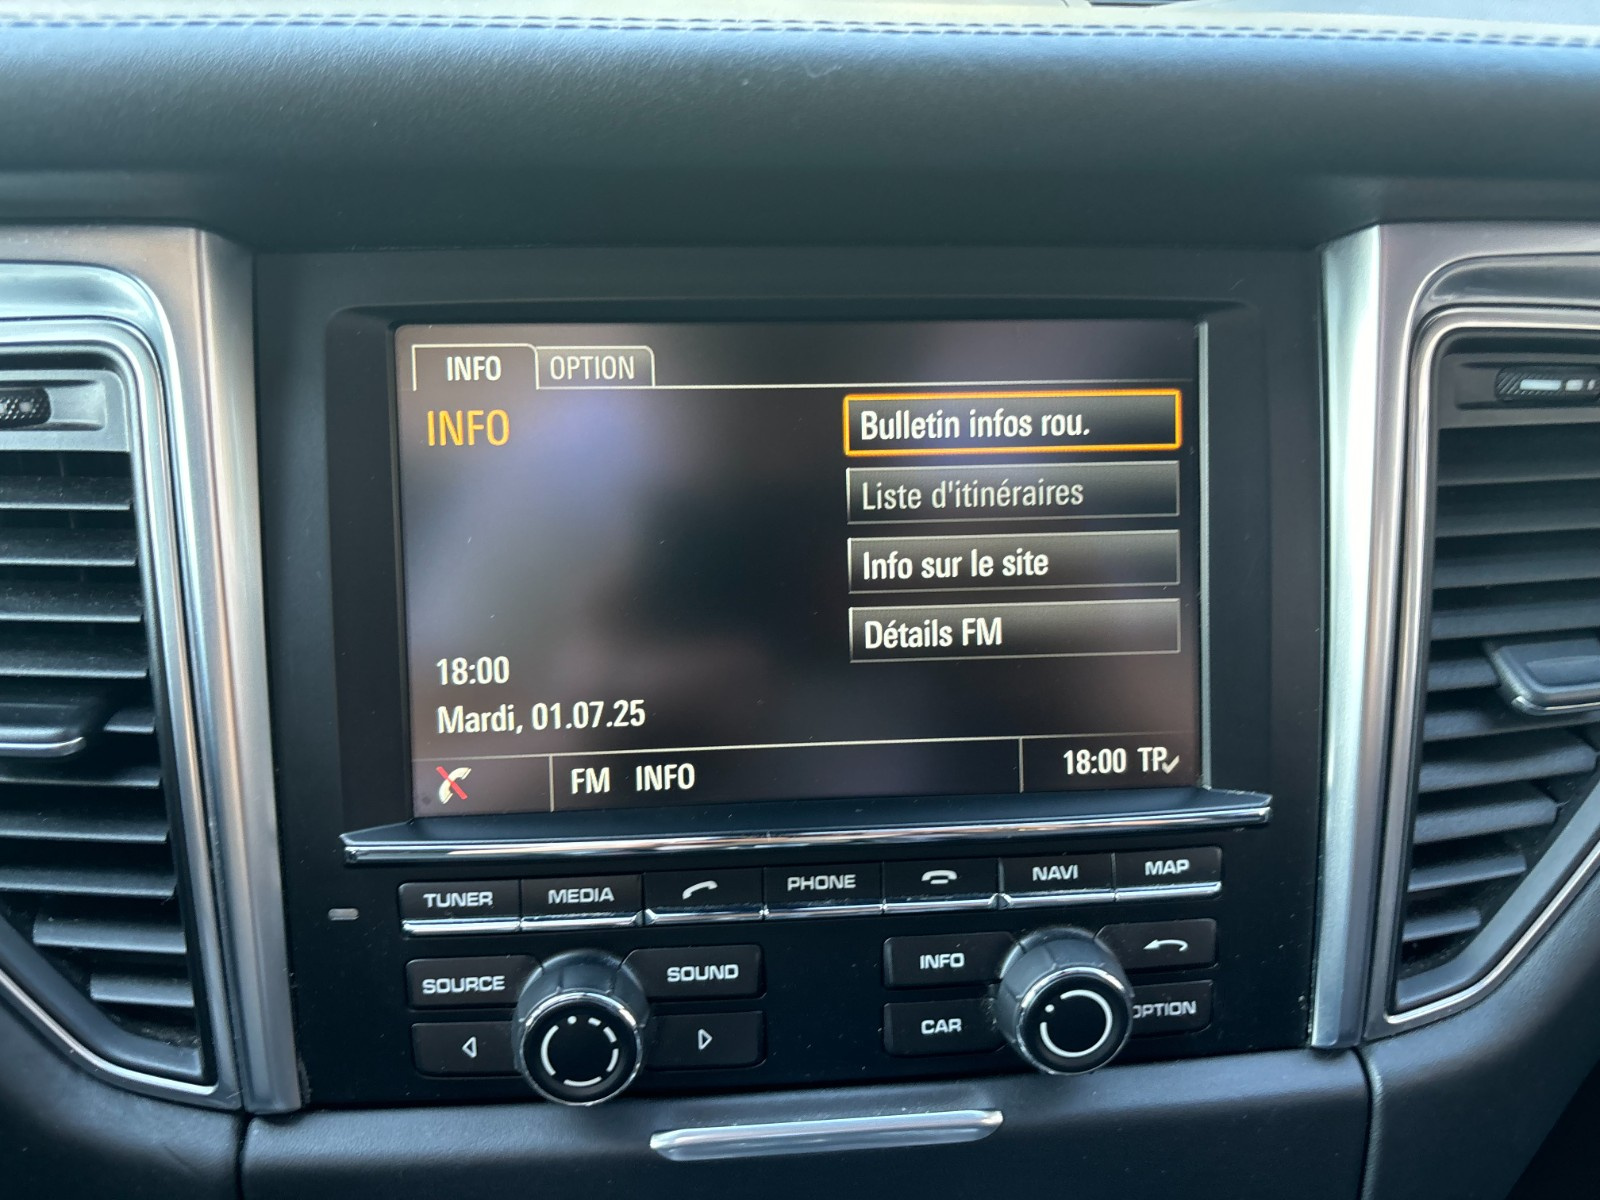 INFO OPTION
INFO
Bulletin infos rou.
Liste d'itinéraires
Info sur le site
Détails FM
18:00
Mardi, 01.07.25
FM INFO
18:00 TP
TUNER MEDIA PHONE NAVI MAP
SOURCE SOUND INFO
CAR OPTION